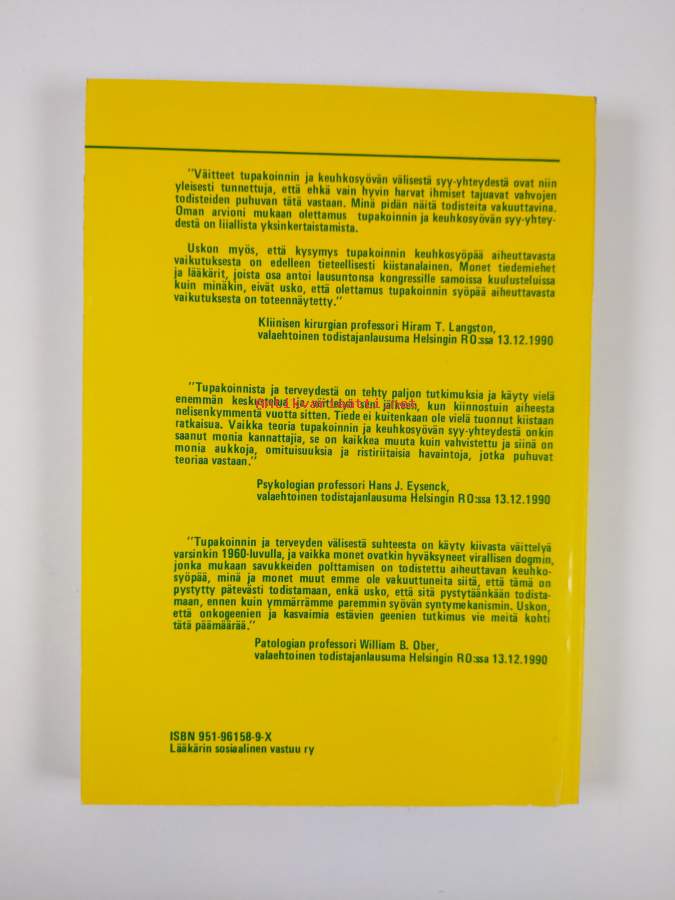 "Väitteet tupakoinnin ja keuhkosyövän välisestä syy-yhteydestä ovat niin
yleisesti tunnettuja, että ehkä vain hyvin harvat ihmiset tajuavat vahvojen
todisteiden puhuvan tätä vastaan. Minä pidän näitä todisteita vakuuttavina.
Oman arvioni mukaan olettamus tupakoinnin ja keuhkosyövän syy-yhtey-
destä on liiallista yksinkertaistamista.
Uskon myös, että kysymys tupakoinnin keuhkosyöpää aiheuttavasta
vaikutuksesta on edelleen tieteellisesti kiistanalainen. Monet tiedemiehet
ja lääkärit, joista osa antoi lausuntonsa kongressille samoissa kuulusteluissa
kuin minäkin, eivät usko, että olettamus tupakoinnin syöpää aiheuttavasta
vaikutuksesta on toteennäytetty."
Kliinisen kirurgian professori Hiram T. Langston,
valaehtoinen todistajanlausuma Helsingin RO:ssa 13.12.1990
"Tupakoinnista ja terveydestä on tehty paljon tutkimuksia ja käyty vielä
enemmän keskustelua ja väittelyä sen jälkeen, kun kiinnostuin aiheesta
nelisenkymmentä vuotta sitten. Tiede ei kuitenkaan ole vielä tuonnut kiistaan
ratkaisua. Vaikka teoria tupakoinnin ja keuhkosyövän syy-yhteydestä onkin
saanut monia kannattajia, se on kaikkea muuta kuin vahvistettu ja siinä on
monia aukkoja, omituisuuksia ja ristiriitaisia havaintoja, jotka puhuvat
teoriaa vastaan."
Psykologian professori Hans J. Eysenck,
valaehtoinen todistajanlausuma Helsingin RO:ssa 13.12.1990
"Tupakoinnin ja terveyden välisestä suhteesta on käyty kiivasta väittelyä
varsinkin 1960-luvulla, ja vaikka monet ovatkin hyväksyneet virallisen dogmin,
jonka mukaan savukkeiden polttamisen on todistettu aiheuttavan keuhko-
syöpää, minä ja monet muut emme ole vakuuttuneita siitä, että tämä on
pystytty pätevästi todistamaan, enkä usko, että sitä pystytäänkään todista-
maan, ennen kuin ymmärrämme paremmin syövän syntymekanismin. Uskon,
että onkogeenien ja kasvaimia estävien geenien tutkimus vie meitä kohti
tätä päämäärää."
Patologian professori William B. Ober,
valaehtoinen todistajanlausuma Helsingin RO:ssa 13.12.1990
ISBN 951-96158-9-X
Lääkärin sosiaalinen vastuu ry